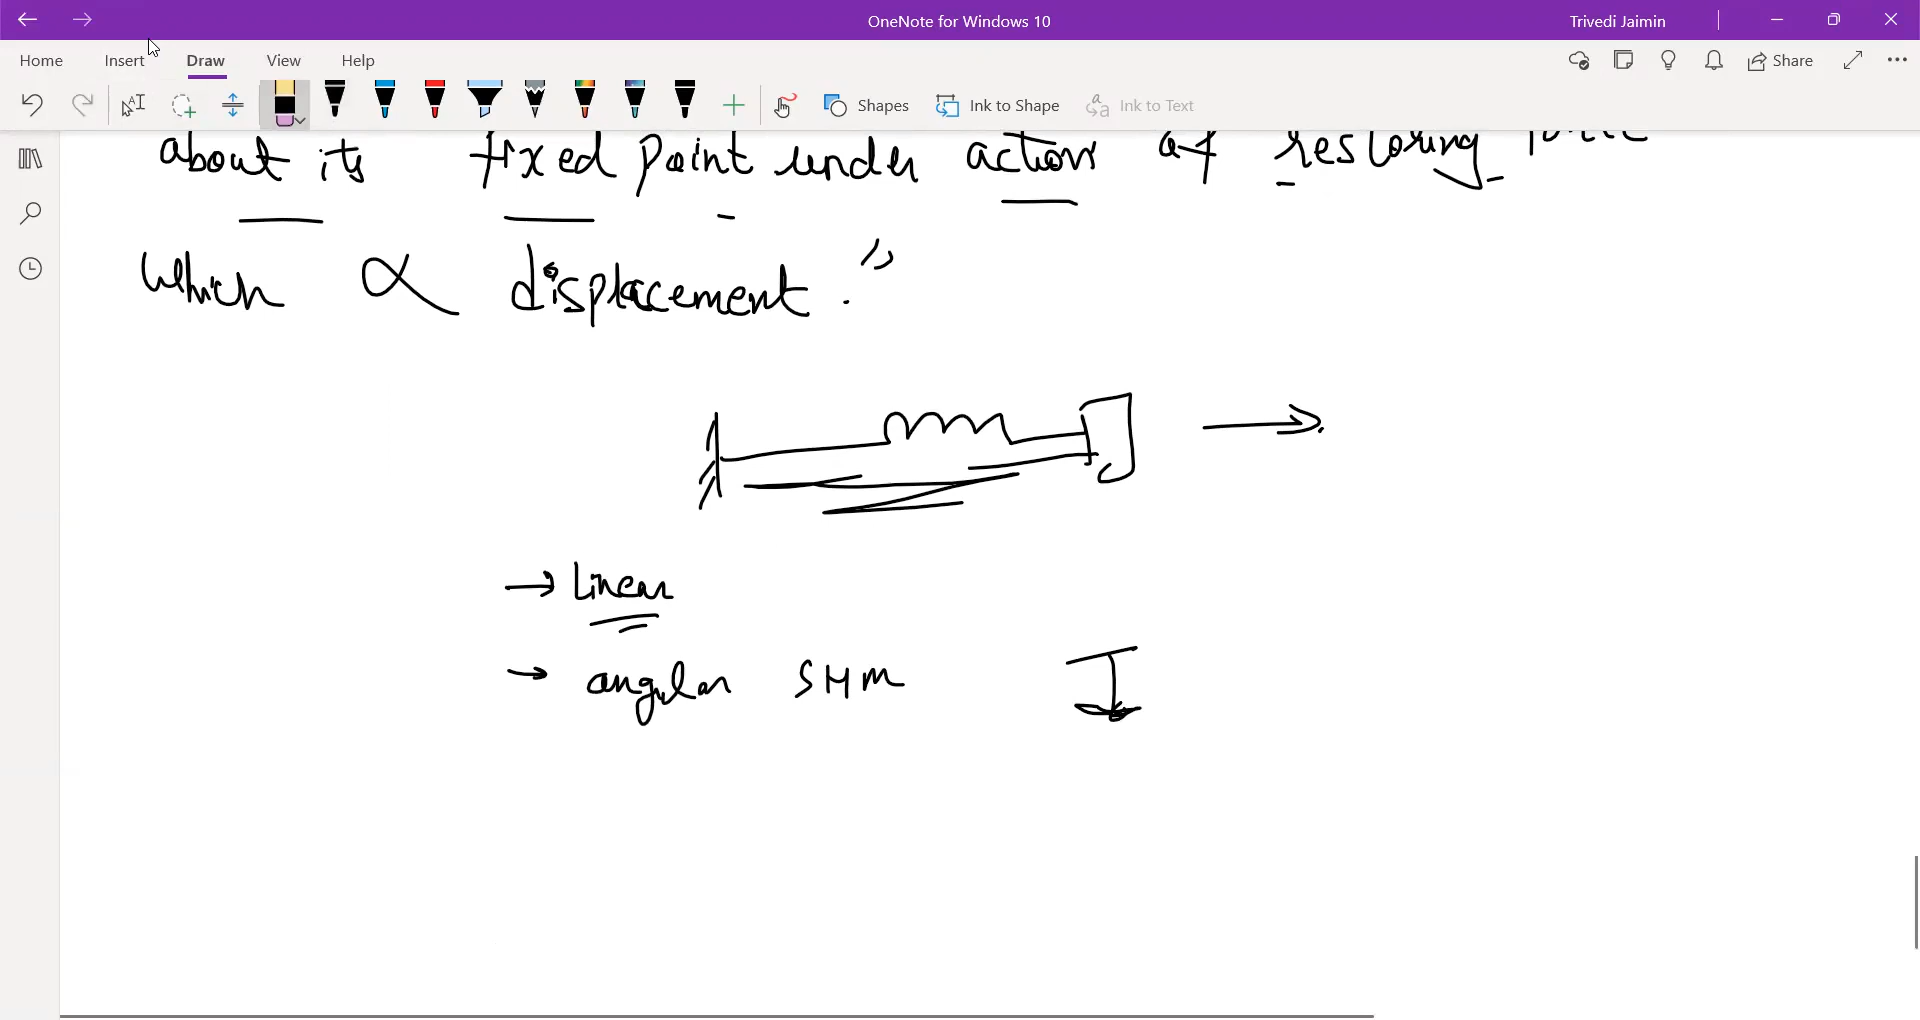 OneNote for Windows 10
Trivedi Jaimin
Home Insert Draw View Help
Share
Shapes Ink to Shape Ink to Text
about its fixed point under action of restoring force
which ∝ displacement."
→ Linear
→ angular SHM